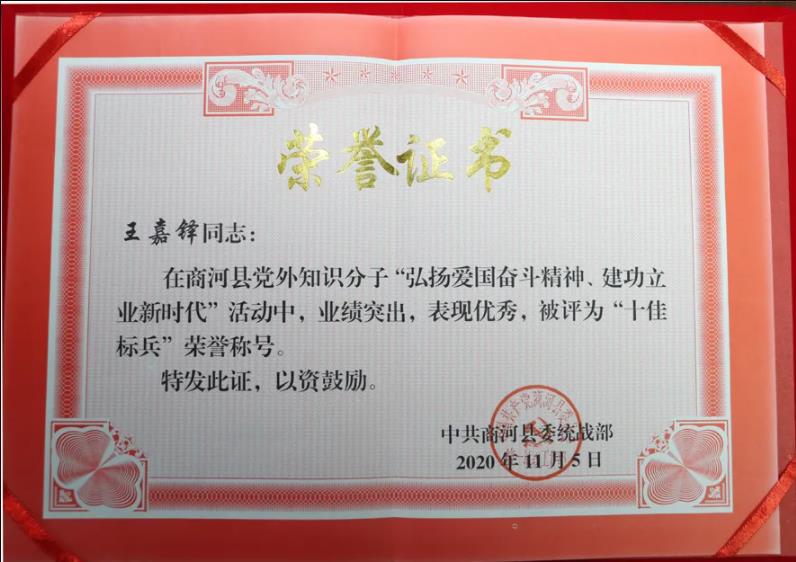 荣誉证书
王嘉铎同志：
在商河县党外知识分子“弘扬爱国奋斗精神、建功立
业新时代”活动中，业绩突出，表现优秀，被评为“十佳
标兵”荣誉称号。
特发此证，以资鼓励。
中共商河县委统战部
2020年11月5日